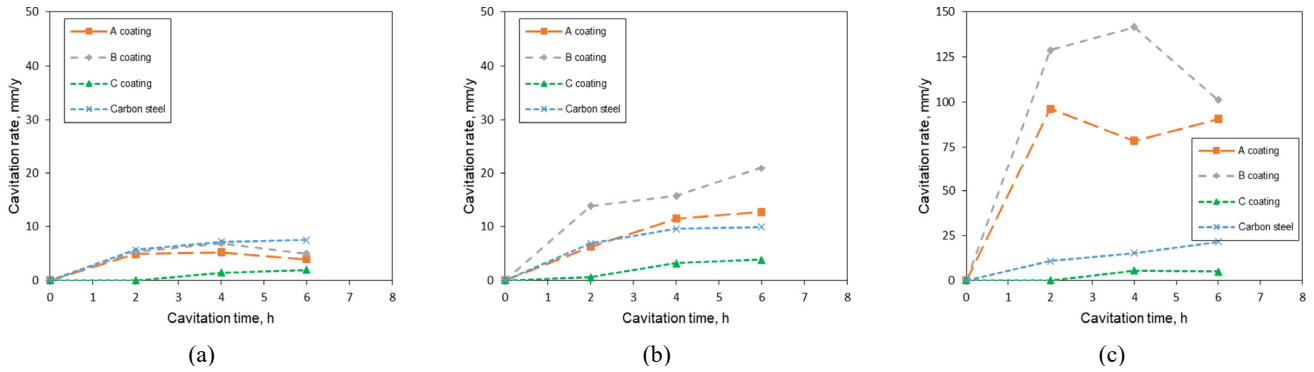 50
40
30
20
10
0
Cavitation rate, mm/y
A coating
B coating
C coating
Carbon steel
0 1 2 3 4 5 6 7 8
Cavitation time, h
(a)
50
40
30
20
10
0
Cavitation rate, mm/y
A coating
B coating
C coating
Carbon steel
0 1 2 3 4 5 6 7 8
Cavitation time, h
(b)
150
125
100
75
50
25
0
Cavitation rate, mm/y
A coating
B coating
C coating
Carbon steel
0 1 2 3 4 5 6 7 8
Cavitation time, h
(c)